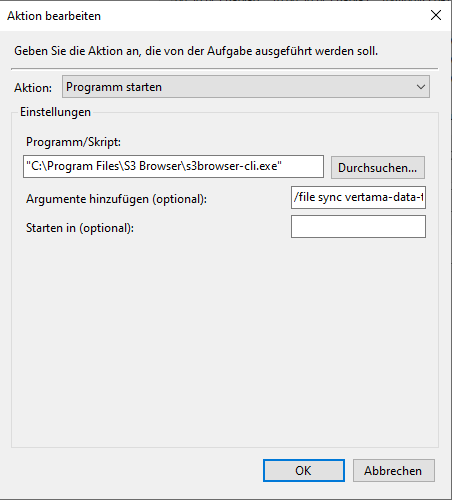 Aktion bearbeiten
Geben Sie die Aktion an, die von der Aufgabe ausgeführt werden soll.
Aktion: Programm starten
Einstellungen
Programm/Skript:
"C:\Program Files\S3 Browser\s3browser-cli.exe" Durchsuchen...
Argumente hinzufügen (optional): /file sync vertama-data-
Starten in (optional):
OK Abbrechen